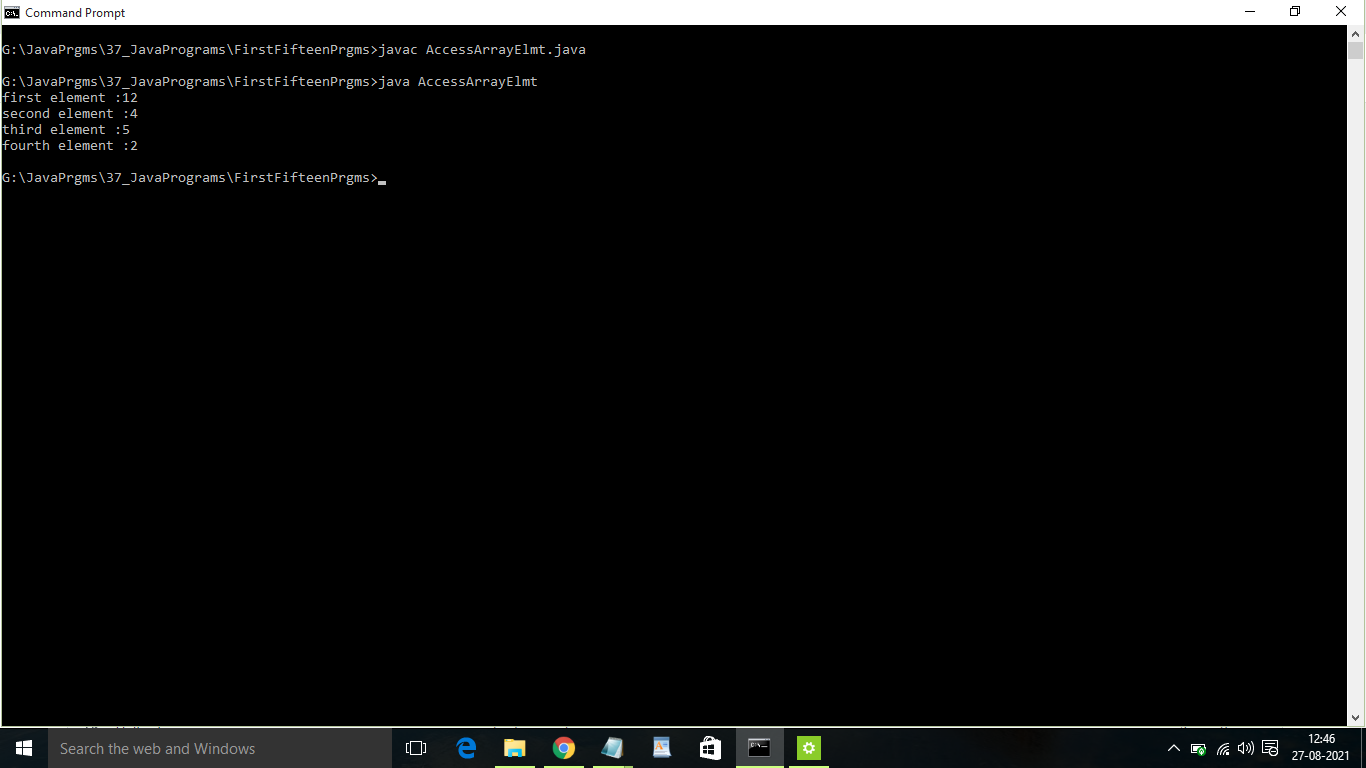 Command Prompt
G:\JavaPrgms\37_JavaPrograms\FirstFifteenPrgms>javac AccessArrayElmt.java
G:\JavaPrgms\37_JavaPrograms\FirstFifteenPrgms>java AccessArrayElmt
first element :12
second element :4
third element :5
fourth element :2
G:\JavaPrgms\37_JavaPrograms\FirstFifteenPrgms>
Search the web and Windows
12:46
27-08-2021